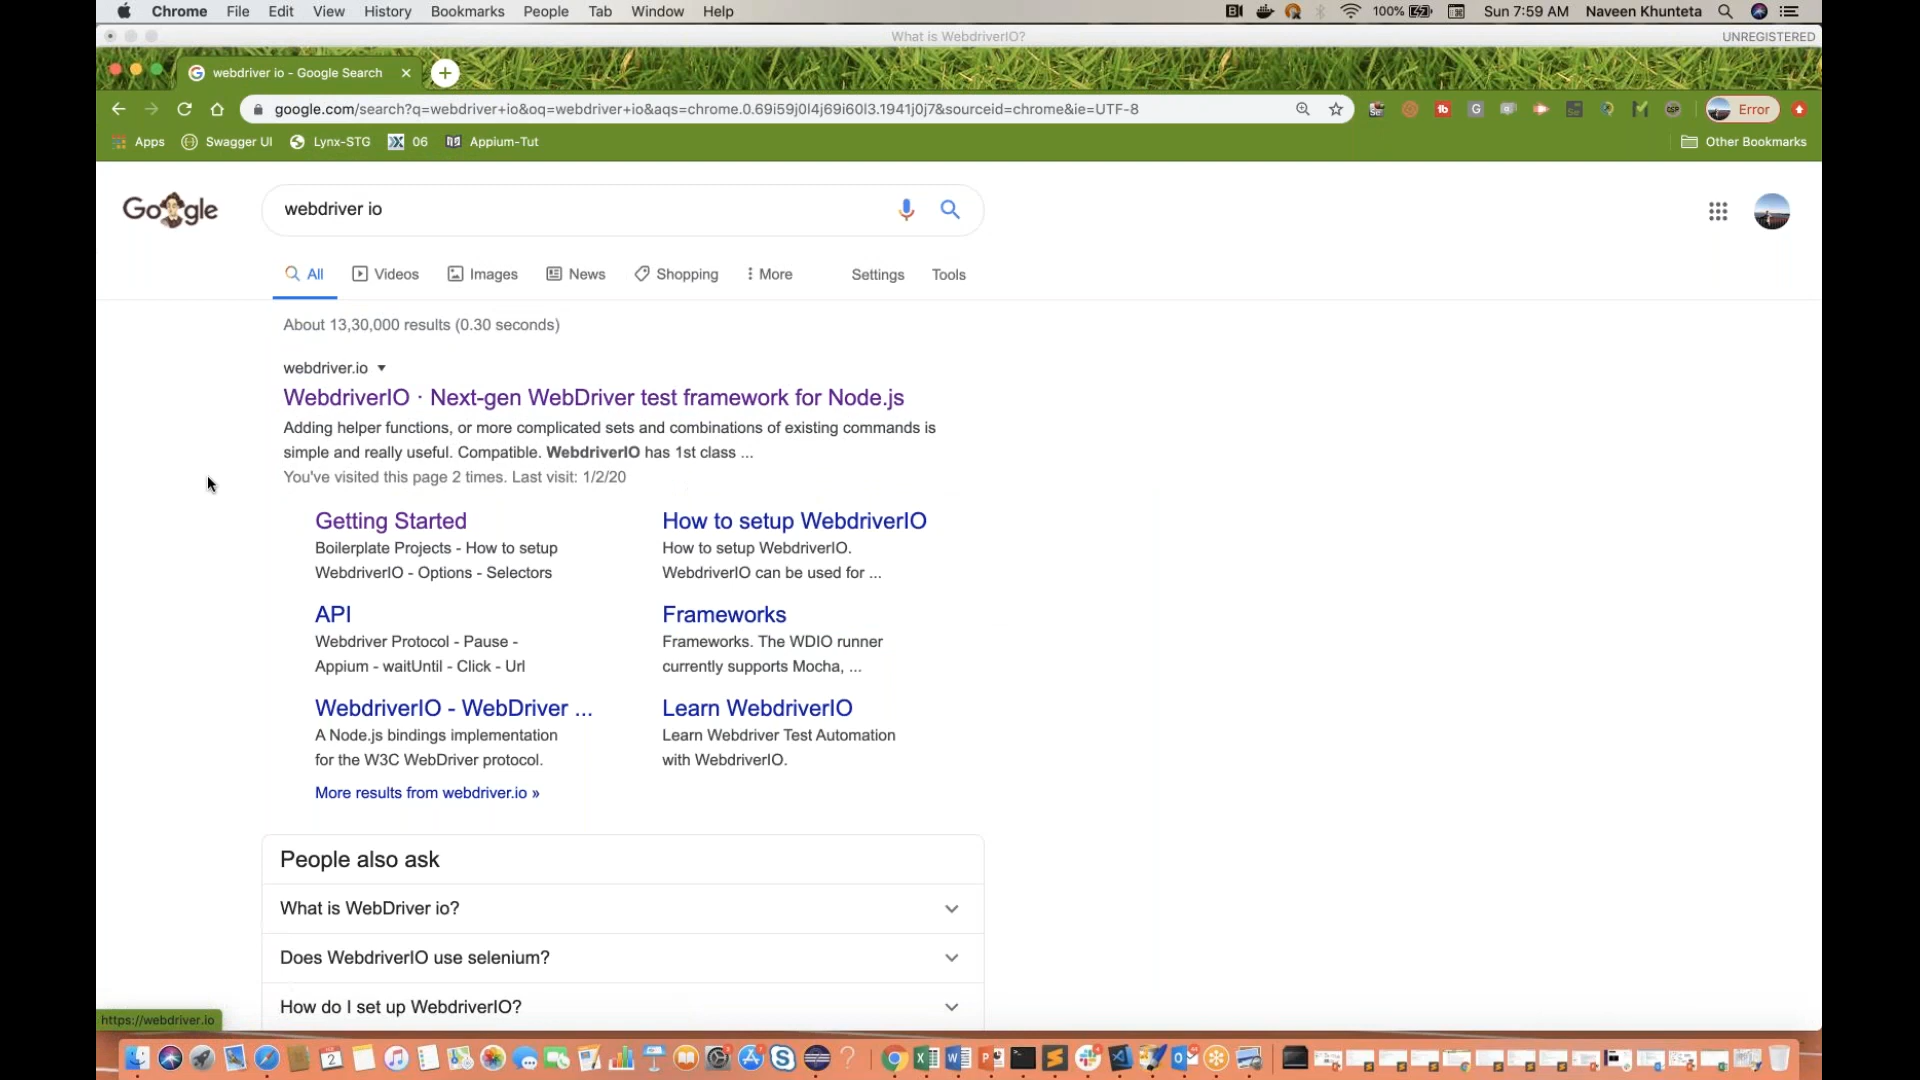 Chrome File Edit View History Bookmarks People Tab Window Help
100% Sun 7:59 AM Naveen Khunteta
What is WebdriverIO?
UNREGISTERED
webdriver io - Google Search
google.com/search?q=webdriver+io&oq=webdriver+io&aqs=chrome.0.69i59j0l4j69i60l3.1941j0j7&sourceid=chrome&ie=UTF-8
Error
Apps Swagger UI Lynx-STG 06 Appium-Tut
Other Bookmarks
Google
webdriver io
All Videos Images News Shopping More Settings Tools
About 13,30,000 results (0.30 seconds)
webdriver.io
WebdriverIO · Next-gen WebDriver test framework for Node.js
Adding helper functions, or more complicated sets and combinations of existing commands is
simple and really useful. Compatible. WebdriverIO has 1st class ...
You've visited this page 2 times. Last visit: 1/2/20
Getting Started
Boilerplate Projects - How to setup
WebdriverIO - Options - Selectors
How to setup WebdriverIO
How to setup WebdriverIO.
WebdriverIO can be used for ...
API
Webdriver Protocol - Pause -
Appium - waitUntil - Click - Url
Frameworks
Frameworks. The WDIO runner
currently supports Mocha, ...
WebdriverIO - WebDriver ...
A Node.js bindings implementation
for the W3C WebDriver protocol.
Learn WebdriverIO
Learn Webdriver Test Automation
with WebdriverIO.
More results from webdriver.io »
People also ask
What is WebDriver io?
Does WebdriverIO use selenium?
How do I set up WebdriverIO?
https://webdriver.io